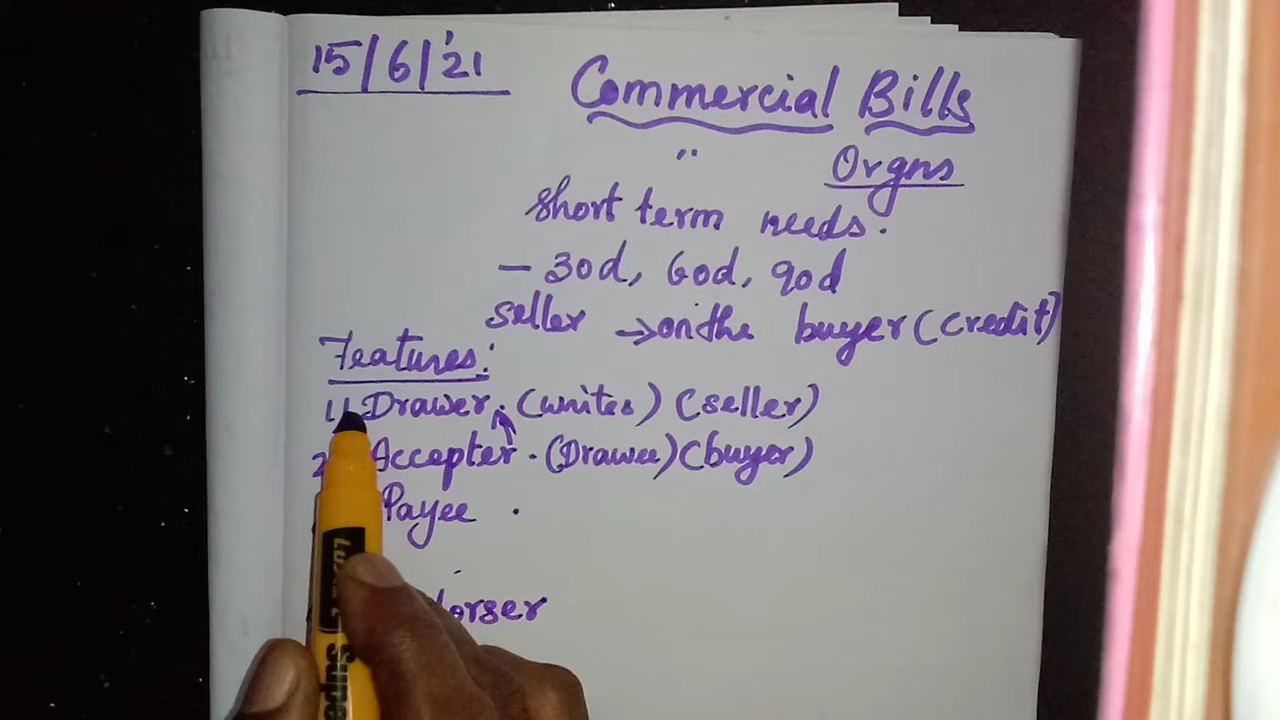 15/6/'21
Commercial Bills
" Orgns
short term needs.
- 30d, 60d, 90d
seller → on the buyer (credit)
Features:
1) Drawer. (writes) (seller)
2 Accepter. (Drawee) (buyer)
Payee .
dorser
Supe